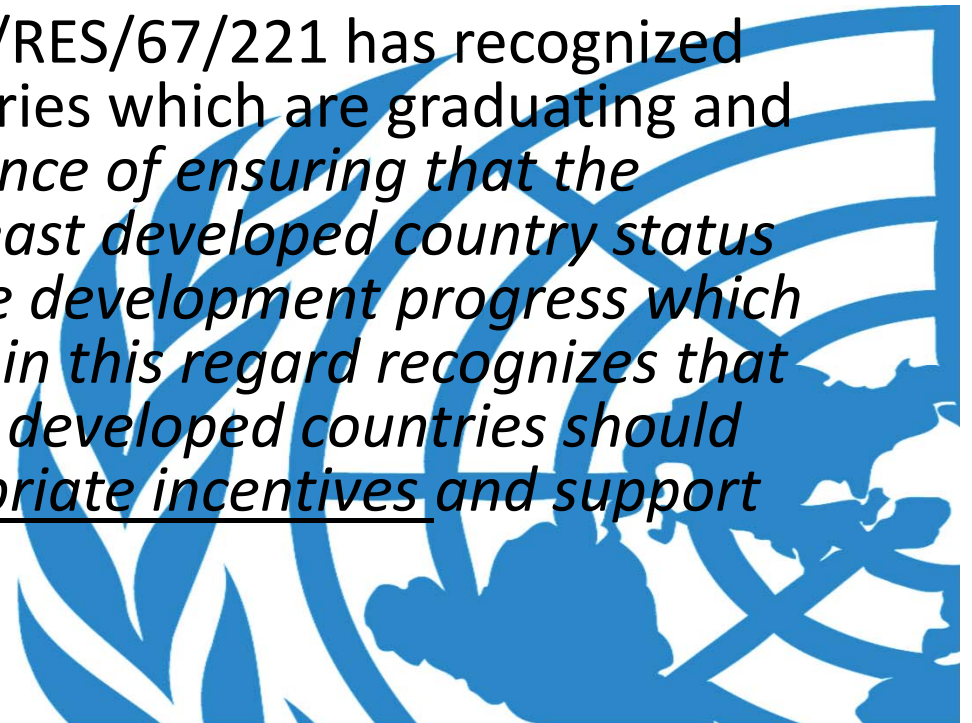 /RES/67/221 has recognized
ries which are graduating and
nce of ensuring that the
east developed country status
e development progress which
in this regard recognizes that
developed countries should
priate incentives and support